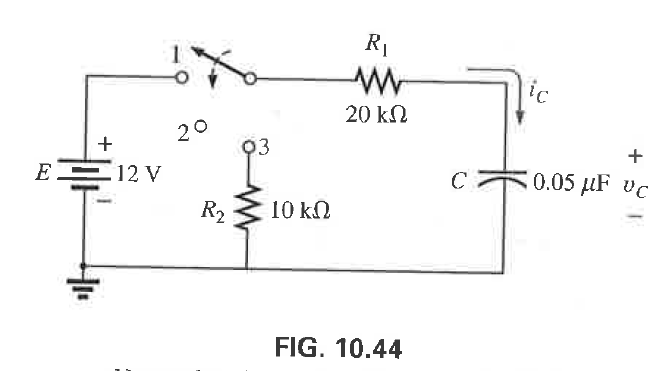 1
R1
iC
20 kΩ
2
3
+
E
12 V
−
R2
10 kΩ
C
0.05 μF
+
vC
−
FIG. 10.44